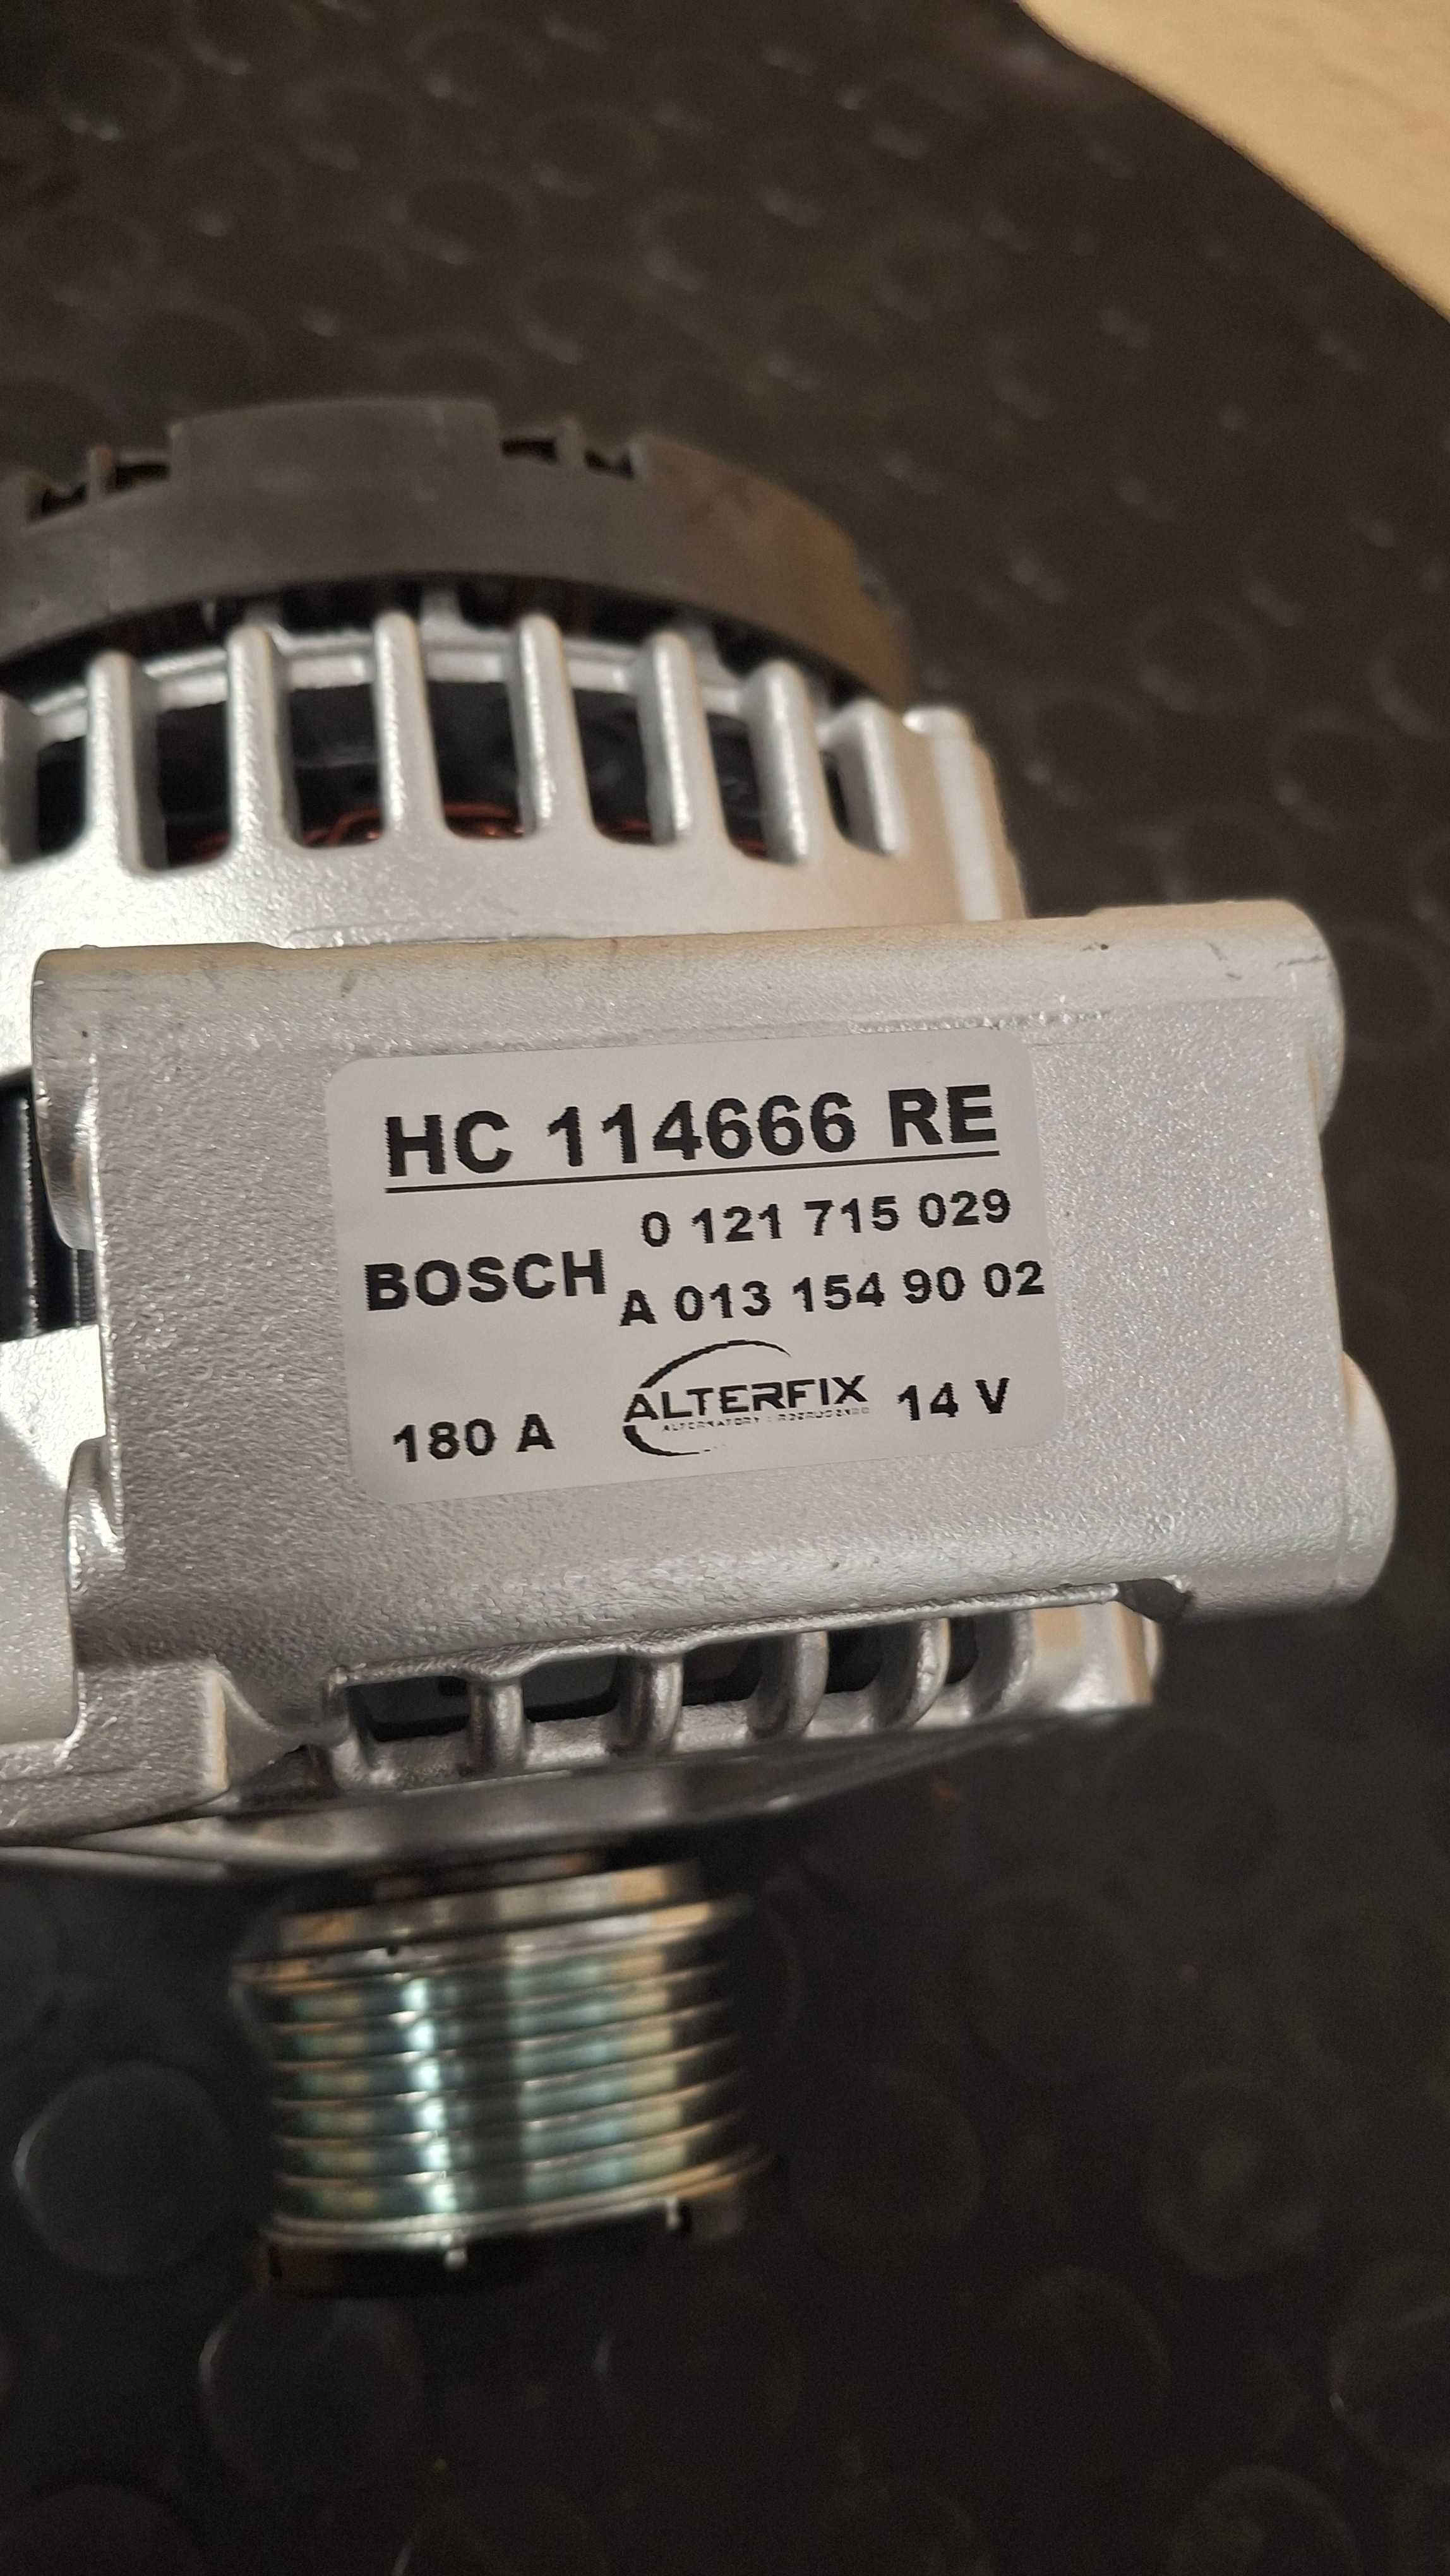 HC 114666 RE
0 121 715 029
BOSCH
A 013 154 90 02
ALTERFIX
180 A
14 V